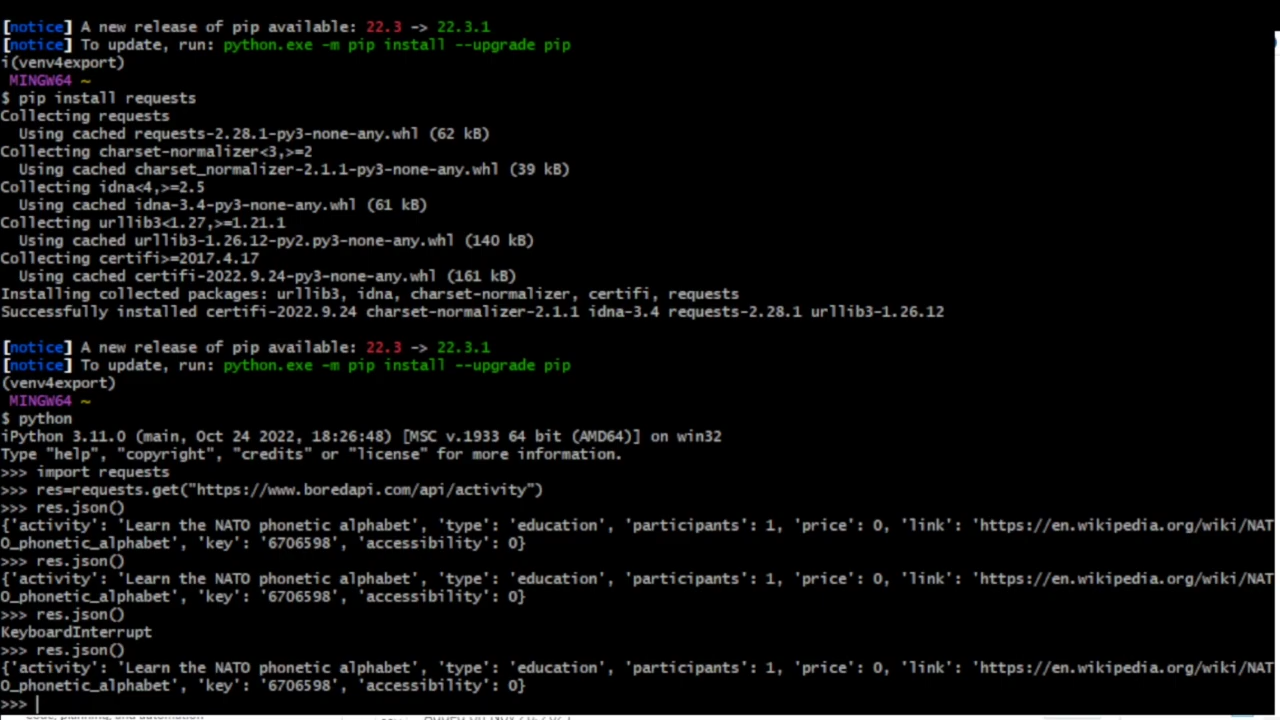 [notice] A new release of pip available: 22.3 -> 22.3.1
[notice] To update, run: python.exe -m pip install --upgrade pip
i(venv4export)
MINGW64 ~
$ pip install requests
Collecting requests
  Using cached requests-2.28.1-py3-none-any.whl (62 kB)
Collecting charset-normalizer<3,>=2
  Using cached charset_normalizer-2.1.1-py3-none-any.whl (39 kB)
Collecting idna<4,>=2.5
  Using cached idna-3.4-py3-none-any.whl (61 kB)
Collecting urllib3<1.27,>=1.21.1
  Using cached urllib3-1.26.12-py2.py3-none-any.whl (140 kB)
Collecting certifi>=2017.4.17
  Using cached certifi-2022.9.24-py3-none-any.whl (161 kB)
Installing collected packages: urllib3, idna, charset-normalizer, certifi, requests
Successfully installed certifi-2022.9.24 charset-normalizer-2.1.1 idna-3.4 requests-2.28.1 urllib3-1.26.12
[notice] A new release of pip available: 22.3 -> 22.3.1
[notice] To update, run: python.exe -m pip install --upgrade pip
(venv4export)
MINGW64 ~
$ python
iPython 3.11.0 (main, Oct 24 2022, 18:26:48) [MSC v.1933 64 bit (AMD64)] on win32
Type "help", "copyright", "credits" or "license" for more information.
>>> import requests
>>> res=requests.get("https://www.boredapi.com/api/activity")
>>> res.json()
{'activity': 'Learn the NATO phonetic alphabet', 'type': 'education', 'participants': 1, 'price': 0, 'link': 'https://en.wikipedia.org/wiki/NAT
O_phonetic_alphabet', 'key': '6706598', 'accessibility': 0}
>>> res.json()
{'activity': 'Learn the NATO phonetic alphabet', 'type': 'education', 'participants': 1, 'price': 0, 'link': 'https://en.wikipedia.org/wiki/NAT
O_phonetic_alphabet', 'key': '6706598', 'accessibility': 0}
>>> res.json()
KeyboardInterrupt
>>> res.json()
{'activity': 'Learn the NATO phonetic alphabet', 'type': 'education', 'participants': 1, 'price': 0, 'link': 'https://en.wikipedia.org/wiki/NAT
O_phonetic_alphabet', 'key': '6706598', 'accessibility': 0}
>>>